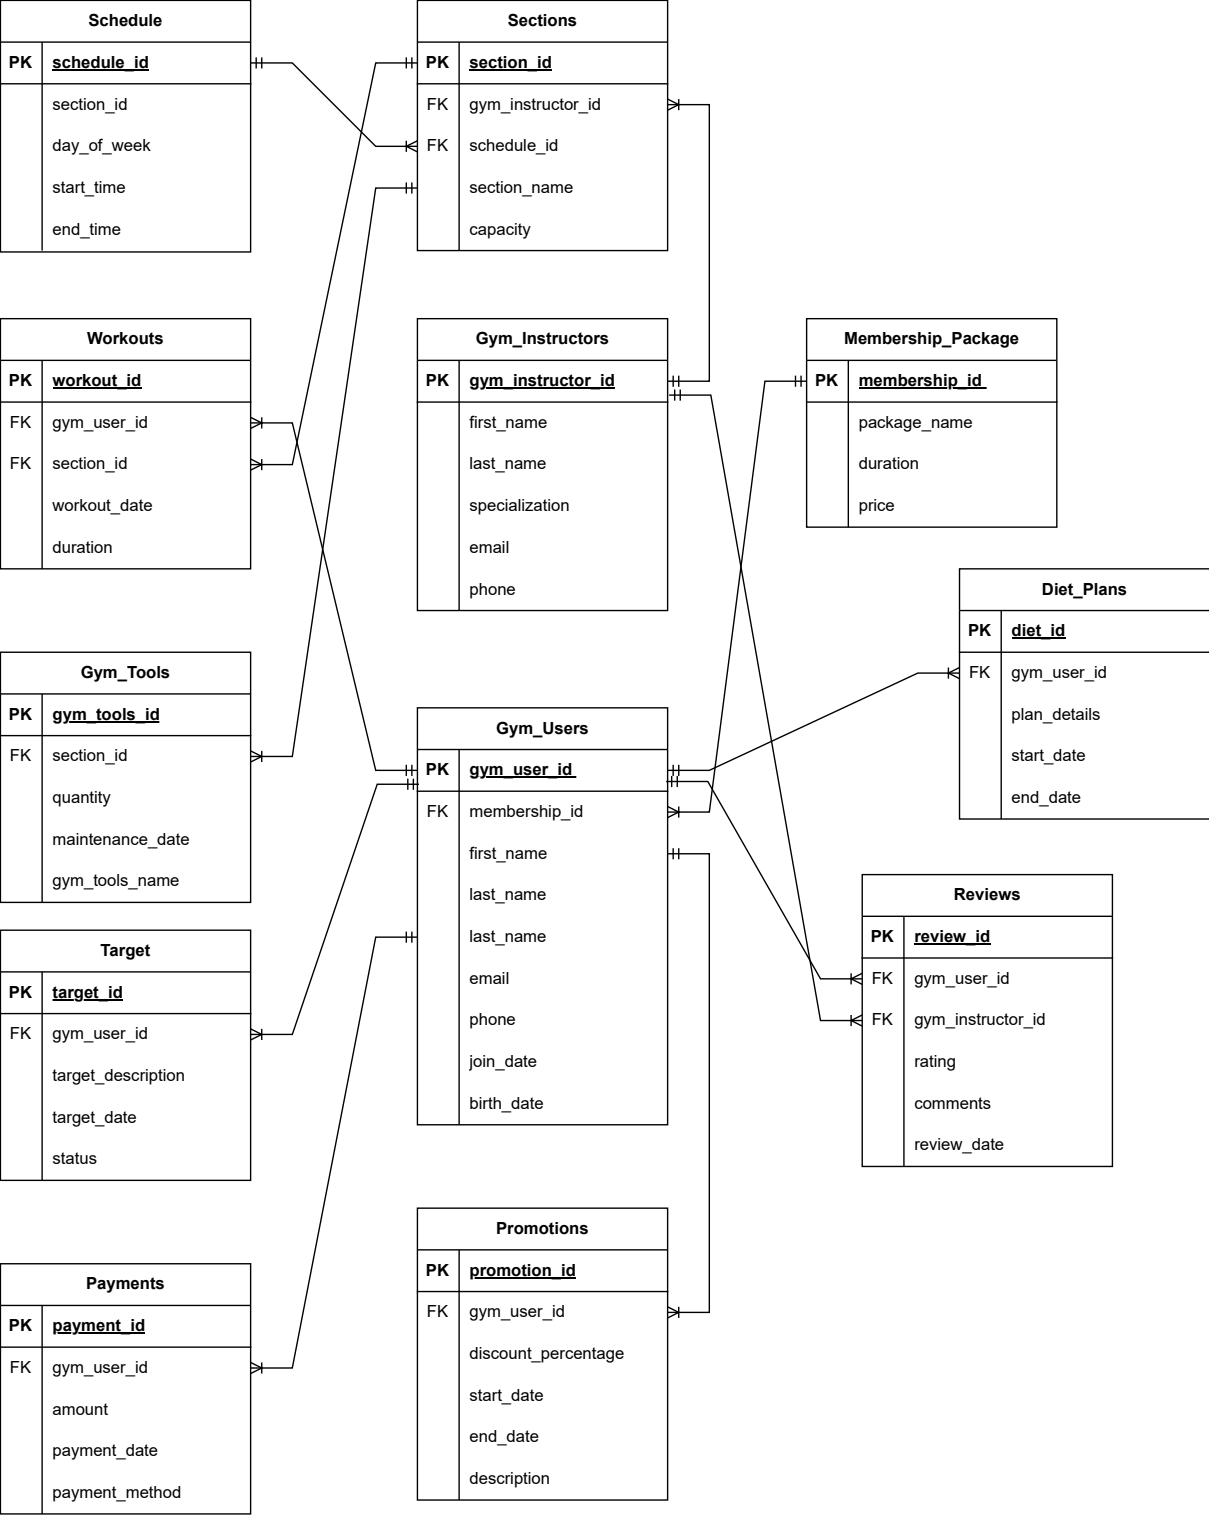 Schedule
PK schedule_id
section_id
day_of_week
start_time
end_time
Sections
PK section_id
FK gym_instructor_id
FK schedule_id
section_name
capacity
Workouts
PK workout_id
FK gym_user_id
FK section_id
workout_date
duration
Gym_Instructors
PK gym_instructor_id
first_name
last_name
specialization
email
phone
Membership_Package
PK membership_id
package_name
duration
price
Diet_Plans
PK diet_id
FK gym_user_id
plan_details
start_date
end_date
Gym_Tools
PK gym_tools_id
FK section_id
quantity
maintenance_date
gym_tools_name
Gym_Users
PK gym_user_id
FK membership_id
first_name
last_name
last_name
email
phone
join_date
birth_date
Reviews
PK review_id
FK gym_user_id
FK gym_instructor_id
rating
comments
review_date
Target
PK target_id
FK gym_user_id
target_description
target_date
status
Promotions
PK promotion_id
FK gym_user_id
discount_percentage
start_date
end_date
description
Payments
PK payment_id
FK gym_user_id
amount
payment_date
payment_method